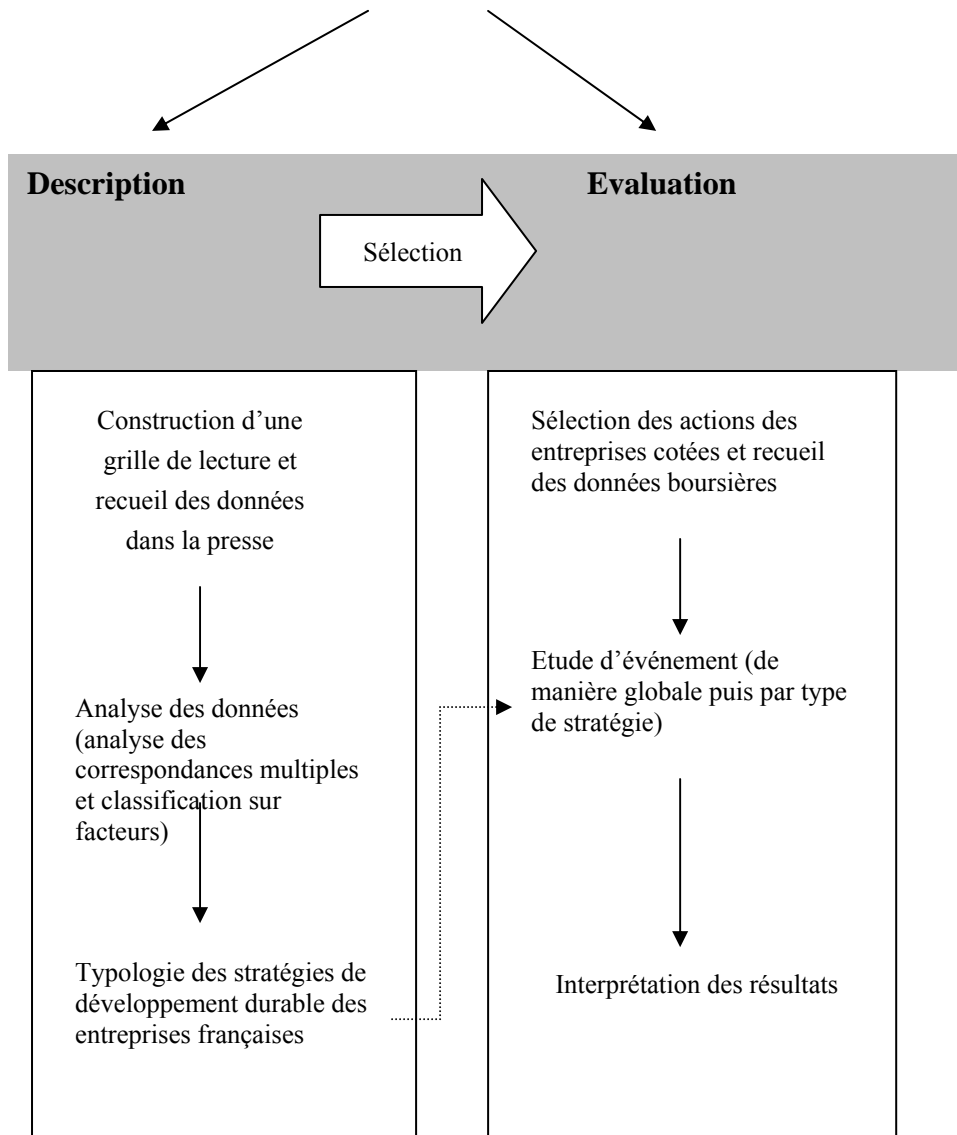 Description
Evaluation
Sélection
Construction d’une
grille de lecture et
recueil des données
dans la presse
Analyse des données
(analyse des
correspondances multiples
et classification sur
facteurs)
Typologie des stratégies de
développement durable des
entreprises françaises
Sélection des actions des
entreprises cotées et recueil
des données boursières
Etude d’événement (de
manière globale puis par type
de stratégie)
Interprétation des résultats